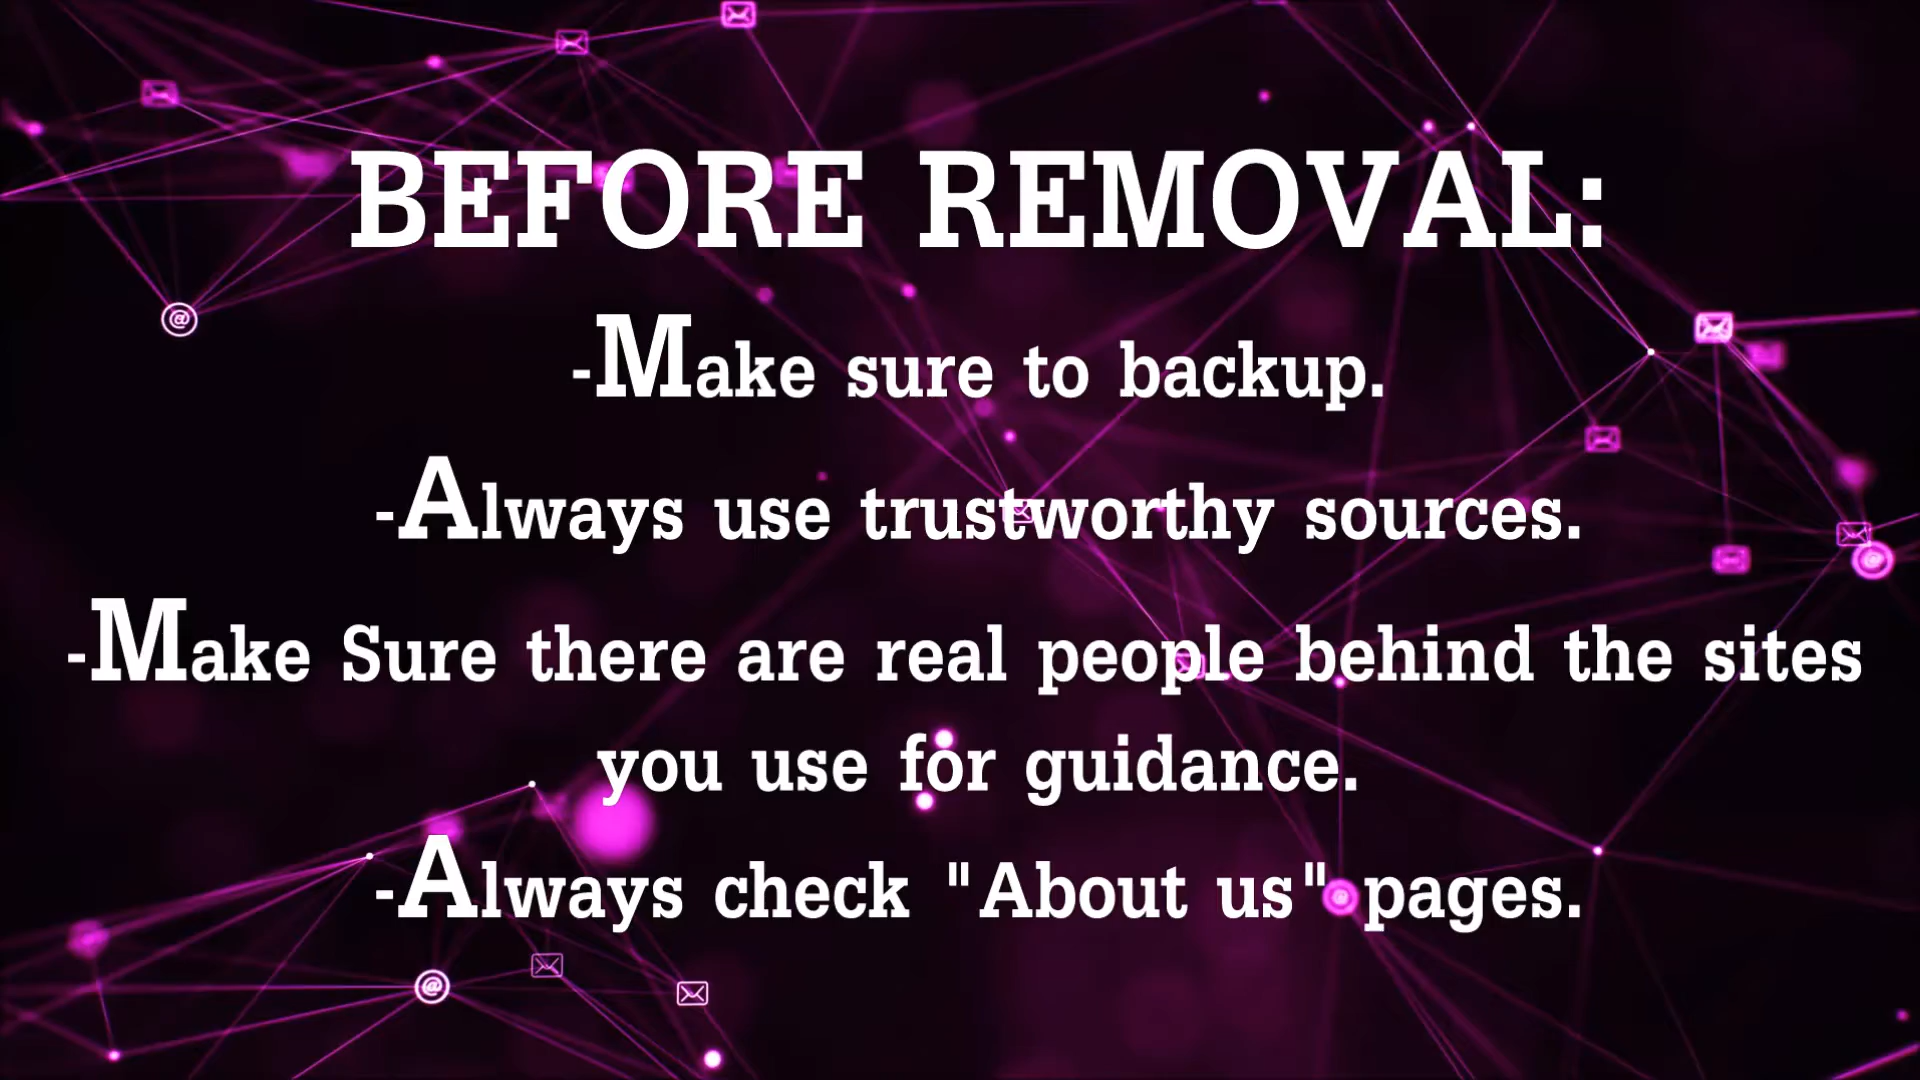 BEFORE REMOVAL:
-Make sure to backup.
-Always use trustworthy sources.
-Make Sure there are real people behind the sites
you use for guidance.
-Always check "About us" pages.